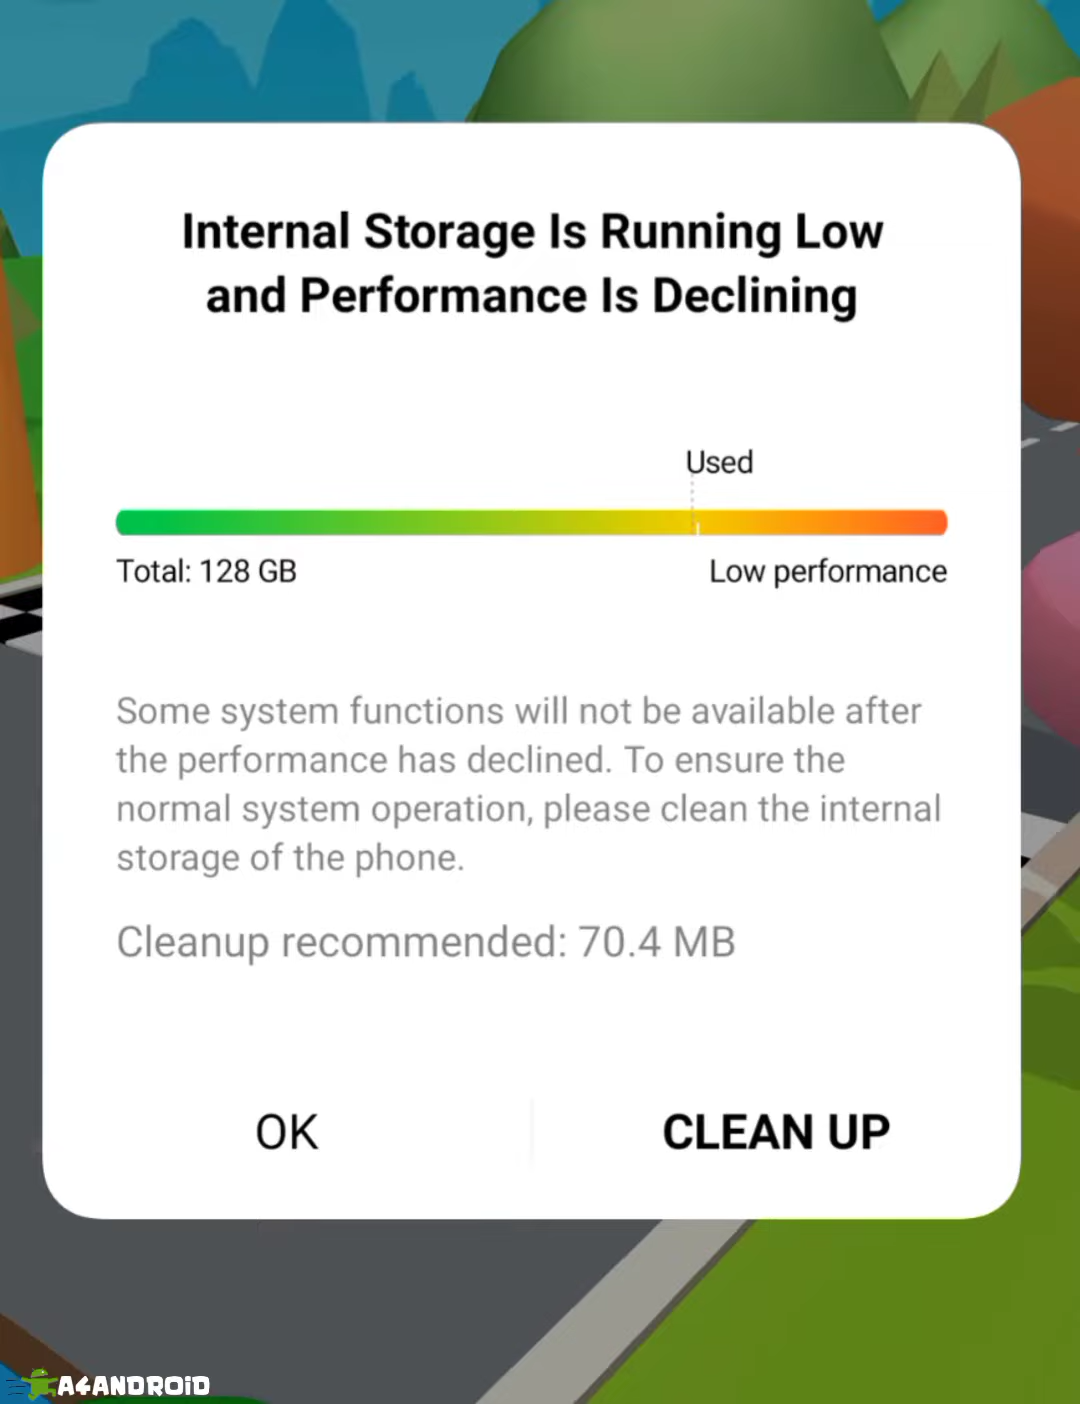 Internal Storage Is Running Low
and Performance Is Declining
Used
Total: 128 GB
Low performance
Some system functions will not be available after
the performance has declined. To ensure the
normal system operation, please clean the internal
storage of the phone.
Cleanup recommended: 70.4 MB
OK
CLEAN UP
A4ANDROID